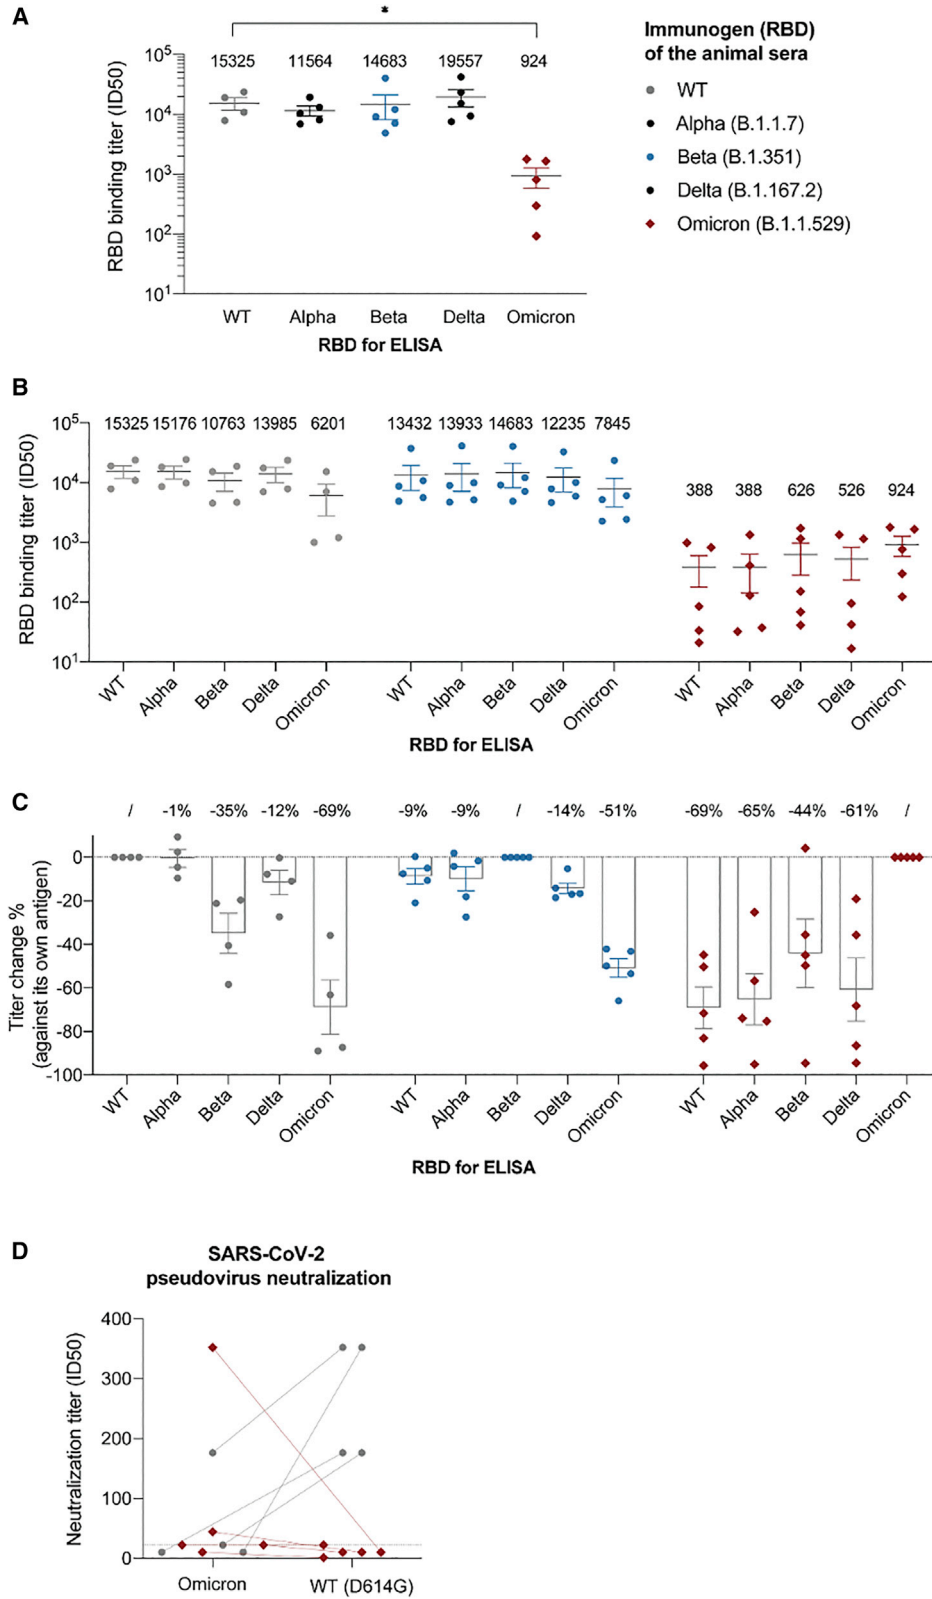 A
*
15325 11564 14683 19557 924
RBD binding titer (ID50)
10⁵
10⁴
10³
10²
10¹
WT Alpha Beta Delta Omicron
RBD for ELISA
Immunogen (RBD)
of the animal sera
WT
Alpha (B.1.1.7)
Beta (B.1.351)
Delta (B.1.167.2)
Omicron (B.1.1.529)
B
15325 15176 10763 13985 6201 13432 13933 14683 12235 7845
388 388 626 526 924
RBD binding titer (ID50)
10⁵
10⁴
10³
10²
10¹
WT Alpha Beta Delta Omicron WT Alpha Beta Delta Omicron WT Alpha Beta Delta Omicron
RBD for ELISA
C
/ -1% -35% -12% -69% -9% -9% / -14% -51% -69% -65% -44% -61% /
Titer change %
(against its own antigen)
0
-20
-40
-60
-80
-100
WT Alpha Beta Delta Omicron WT Alpha Beta Delta Omicron WT Alpha Beta Delta Omicron
RBD for ELISA
D
SARS-CoV-2
pseudovirus neutralization
Neutralization titer (ID50)
400
300
200
100
0
Omicron WT (D614G)